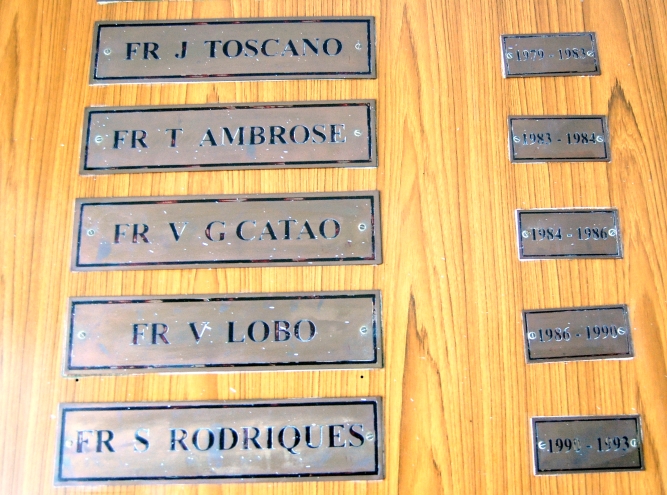 FR J TOSCANO 1979 - 1983
FR T AMBROSE 1983 - 1984
FR V G CATAO 1984 - 1986
FR V LOBO 1986 - 1990
FR S RODRIQUES 1993